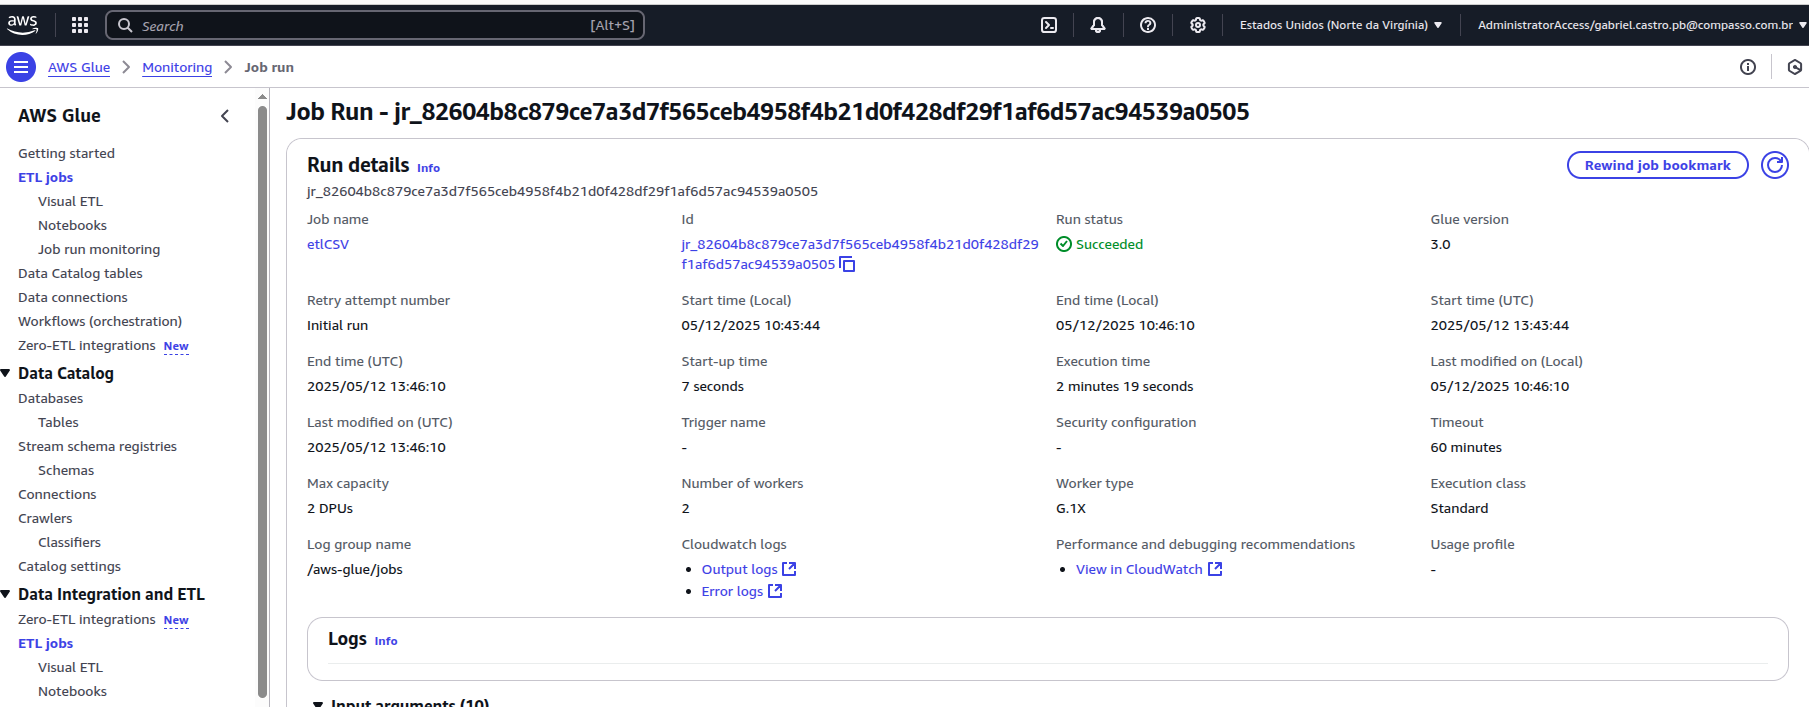 aws
Search
[Alt+S]
Estados Unidos (Norte da Virgínia)
AdministratorAccess/gabriel.castro.pb@compasso.com.br
AWS Glue
Monitoring
Job run
AWS Glue
Getting started
ETL jobs
Visual ETL
Notebooks
Job run monitoring
Data Catalog tables
Data connections
Workflows (orchestration)
Zero-ETL integrations New
Data Catalog
Databases
Tables
Stream schema registries
Schemas
Connections
Crawlers
Classifiers
Catalog settings
Data Integration and ETL
Zero-ETL integrations New
ETL jobs
Visual ETL
Notebooks
Job Run - jr_82604b8c879ce7a3d7f565ceb4958f4b21d0f428df29f1af6d57ac94539a0505
Run details Info
Rewind job bookmark
jr_82604b8c879ce7a3d7f565ceb4958f4b21d0f428df29f1af6d57ac94539a0505
Job name
etlCSV
Id
jr_82604b8c879ce7a3d7f565ceb4958f4b21d0f428df29
f1af6d57ac94539a0505
Run status
Succeeded
Glue version
3.0
Retry attempt number
Initial run
Start time (Local)
05/12/2025 10:43:44
End time (Local)
05/12/2025 10:46:10
Start time (UTC)
2025/05/12 13:43:44
End time (UTC)
2025/05/12 13:46:10
Start-up time
7 seconds
Execution time
2 minutes 19 seconds
Last modified on (Local)
05/12/2025 10:46:10
Last modified on (UTC)
2025/05/12 13:46:10
Trigger name
-
Security configuration
-
Timeout
60 minutes
Max capacity
2 DPUs
Number of workers
2
Worker type
G.1X
Execution class
Standard
Log group name
/aws-glue/jobs
Cloudwatch logs
Output logs
Error logs
Performance and debugging recommendations
View in CloudWatch
Usage profile
-
Logs Info
Input arguments (10)